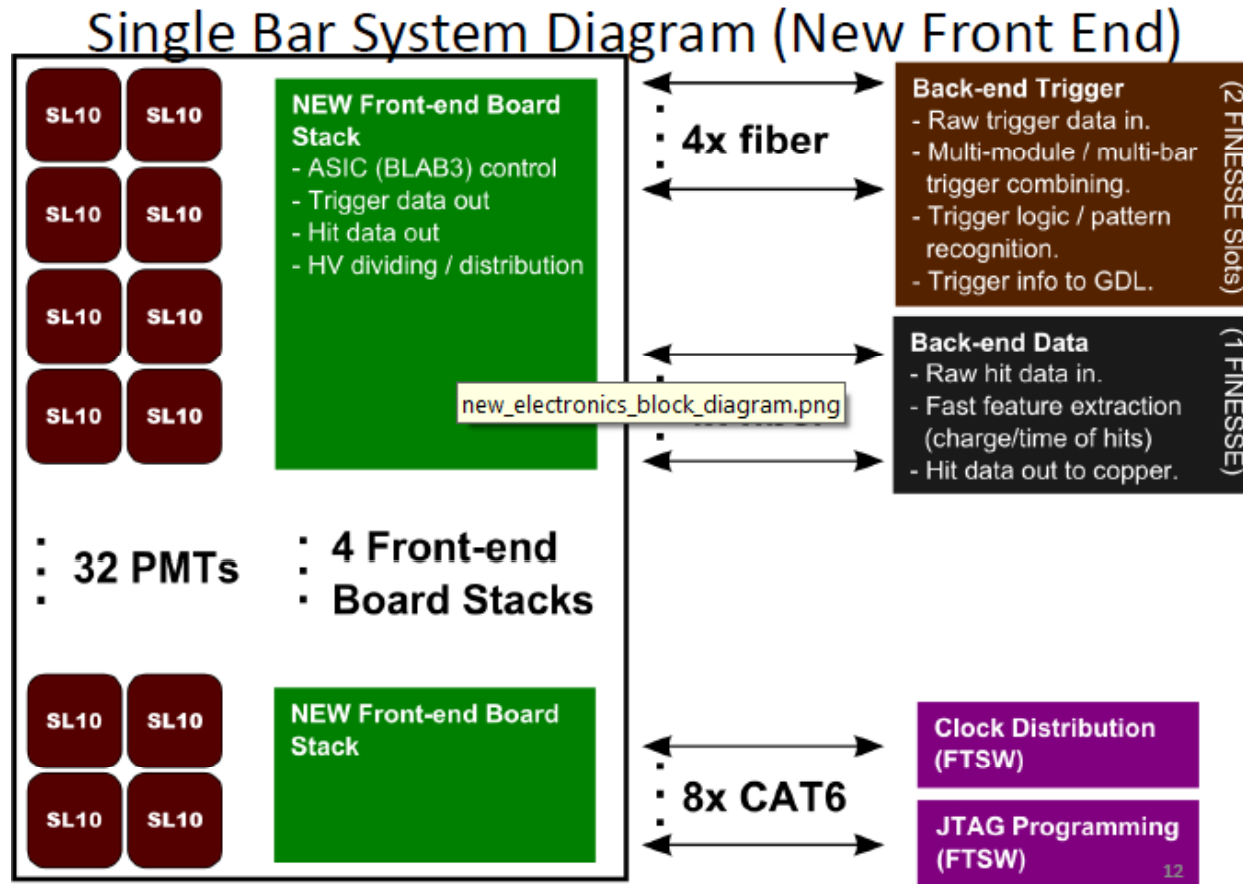 Single Bar System Diagram (New Front End)
SL10 SL10
SL10 SL10
SL10 SL10
SL10 SL10
NEW Front-end Board
Stack
- ASIC (BLAB3) control
- Trigger data out
- Hit data out
- HV dividing / distribution
4x fiber
Back-end Trigger
- Raw trigger data in.
- Multi-module / multi-bar
trigger combining.
- Trigger logic / pattern
recognition.
- Trigger info to GDL.
(2 FINESSE Slots)
new_electronics_block_diagram.png
Back-end Data
- Raw hit data in.
- Fast feature extraction
(charge/time of hits)
- Hit data out to copper.
(1 FINESSE)
32 PMTs
4 Front-end
Board Stacks
SL10 SL10
SL10 SL10
NEW Front-end Board
Stack
8x CAT6
Clock Distribution
(FTSW)
JTAG Programming
(FTSW)
12